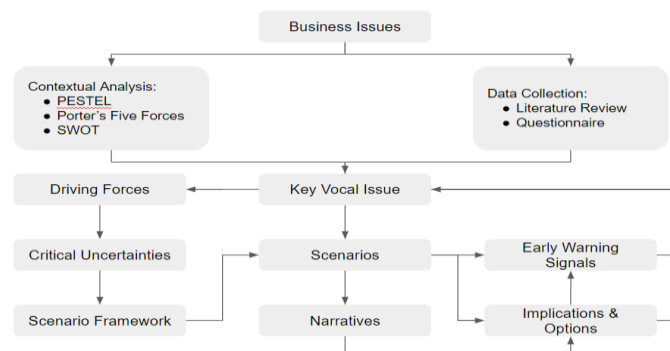 Business Issues
Contextual Analysis:
● PESTEL
● Porter's Five Forces
● SWOT
Data Collection:
● Literature Review
● Questionnaire
Driving Forces
Key Vocal Issue
Critical Uncertainties
Scenarios
Early Warning
Signals
Scenario Framework
Narratives
Implications &
Options